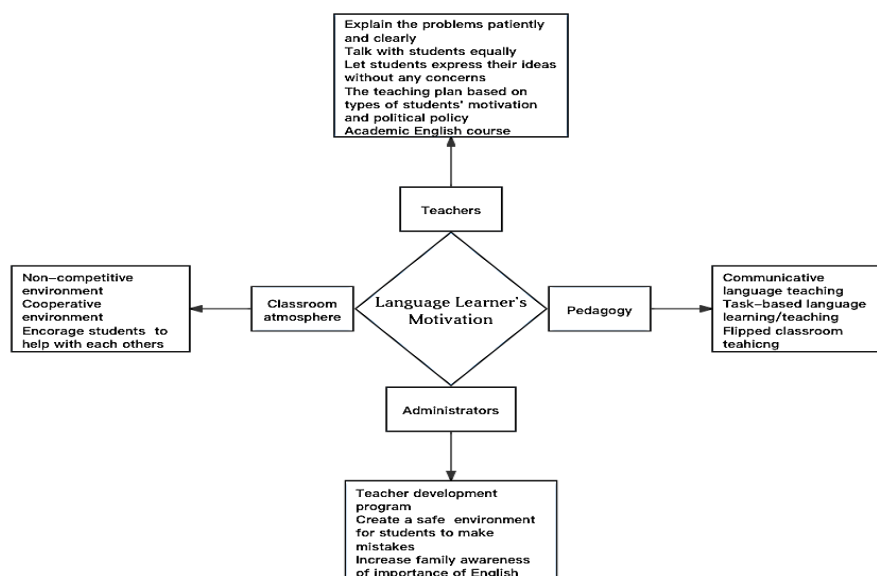 Explain the problems patiently
and clearly
Talk with students equally
Let students express their ideas
without any concerns
The teaching plan based on
types of students' motivation
and political policy
Academic English course
Teachers
Non-competitive
environment
Cooperative
environment
Encorage students to
help with each others
Classroom
atmosphere
Language Learner's
Motivation
Pedagogy
Communicative
language teaching
Task-based language
learning/teaching
Flipped classroom
teahicng
Administrators
Teacher development
program
Create a safe environment
for students to make
mistakes
Increase family awareness
of importance of English